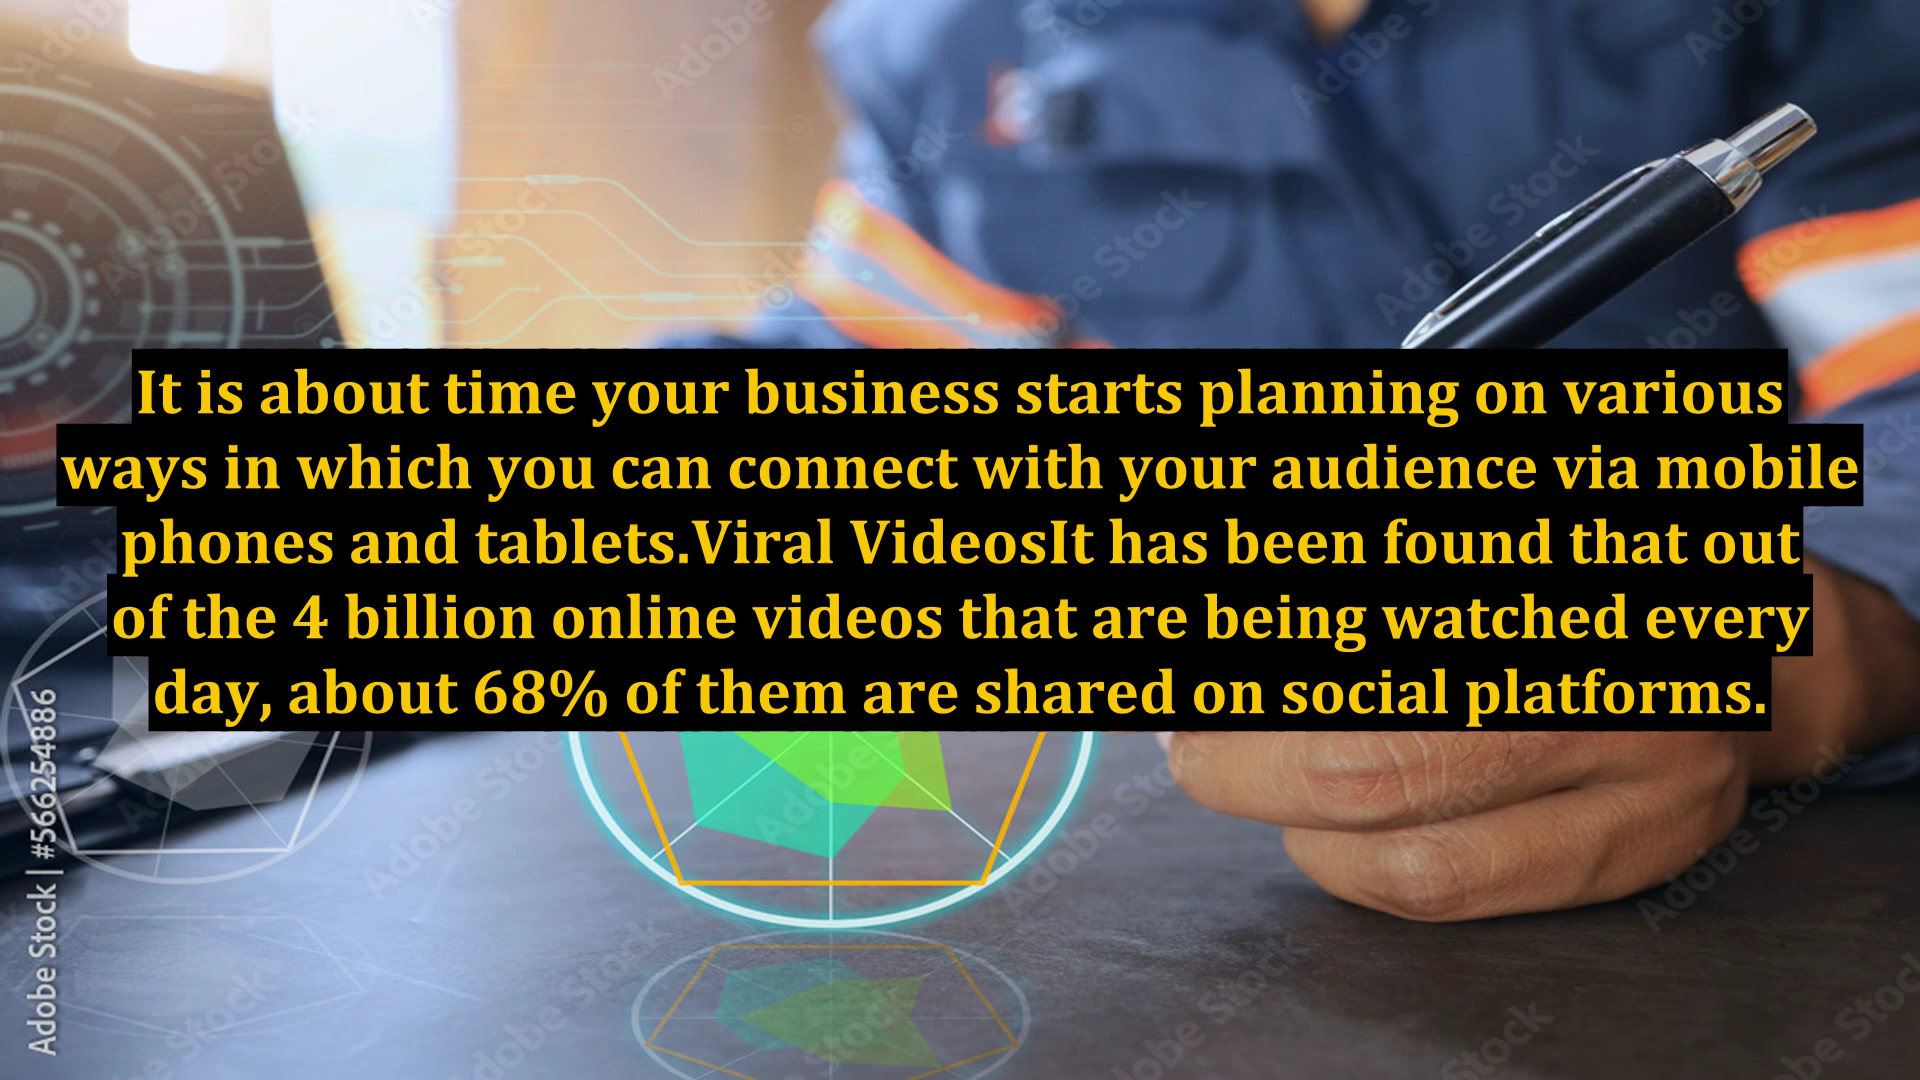 It is about time your business starts planning on various
ways in which you can connect with your audience via mobile
phones and tablets.Viral VideosIt has been found that out
of the 4 billion online videos that are being watched every
day, about 68% of them are shared on social platforms.
Adobe Stock | #566254886